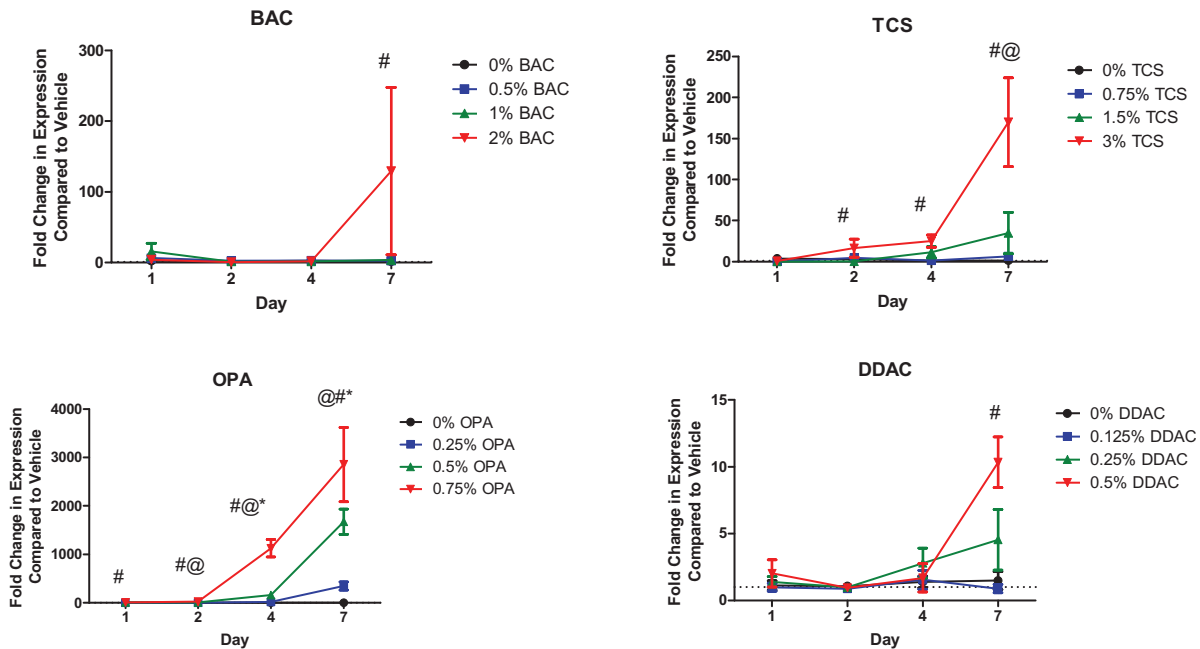 BAC
Fold Change in Expression
Compared to Vehicle
300
200
100
0
#
1 2 4 7
Day
0% BAC
0.5% BAC
1% BAC
2% BAC
TCS
Fold Change in Expression
Compared to Vehicle
250
200
150
100
50
0
#
#
#@
1 2 4 7
Day
0% TCS
0.75% TCS
1.5% TCS
3% TCS
OPA
Fold Change in Expression
Compared to Vehicle
4000
3000
2000
1000
0
#
#@
#@*
@#*
1 2 4 7
Day
0% OPA
0.25% OPA
0.5% OPA
0.75% OPA
DDAC
Fold Change in Expression
Compared to Vehicle
15
10
5
0
#
1 2 4 7
Day
0% DDAC
0.125% DDAC
0.25% DDAC
0.5% DDAC